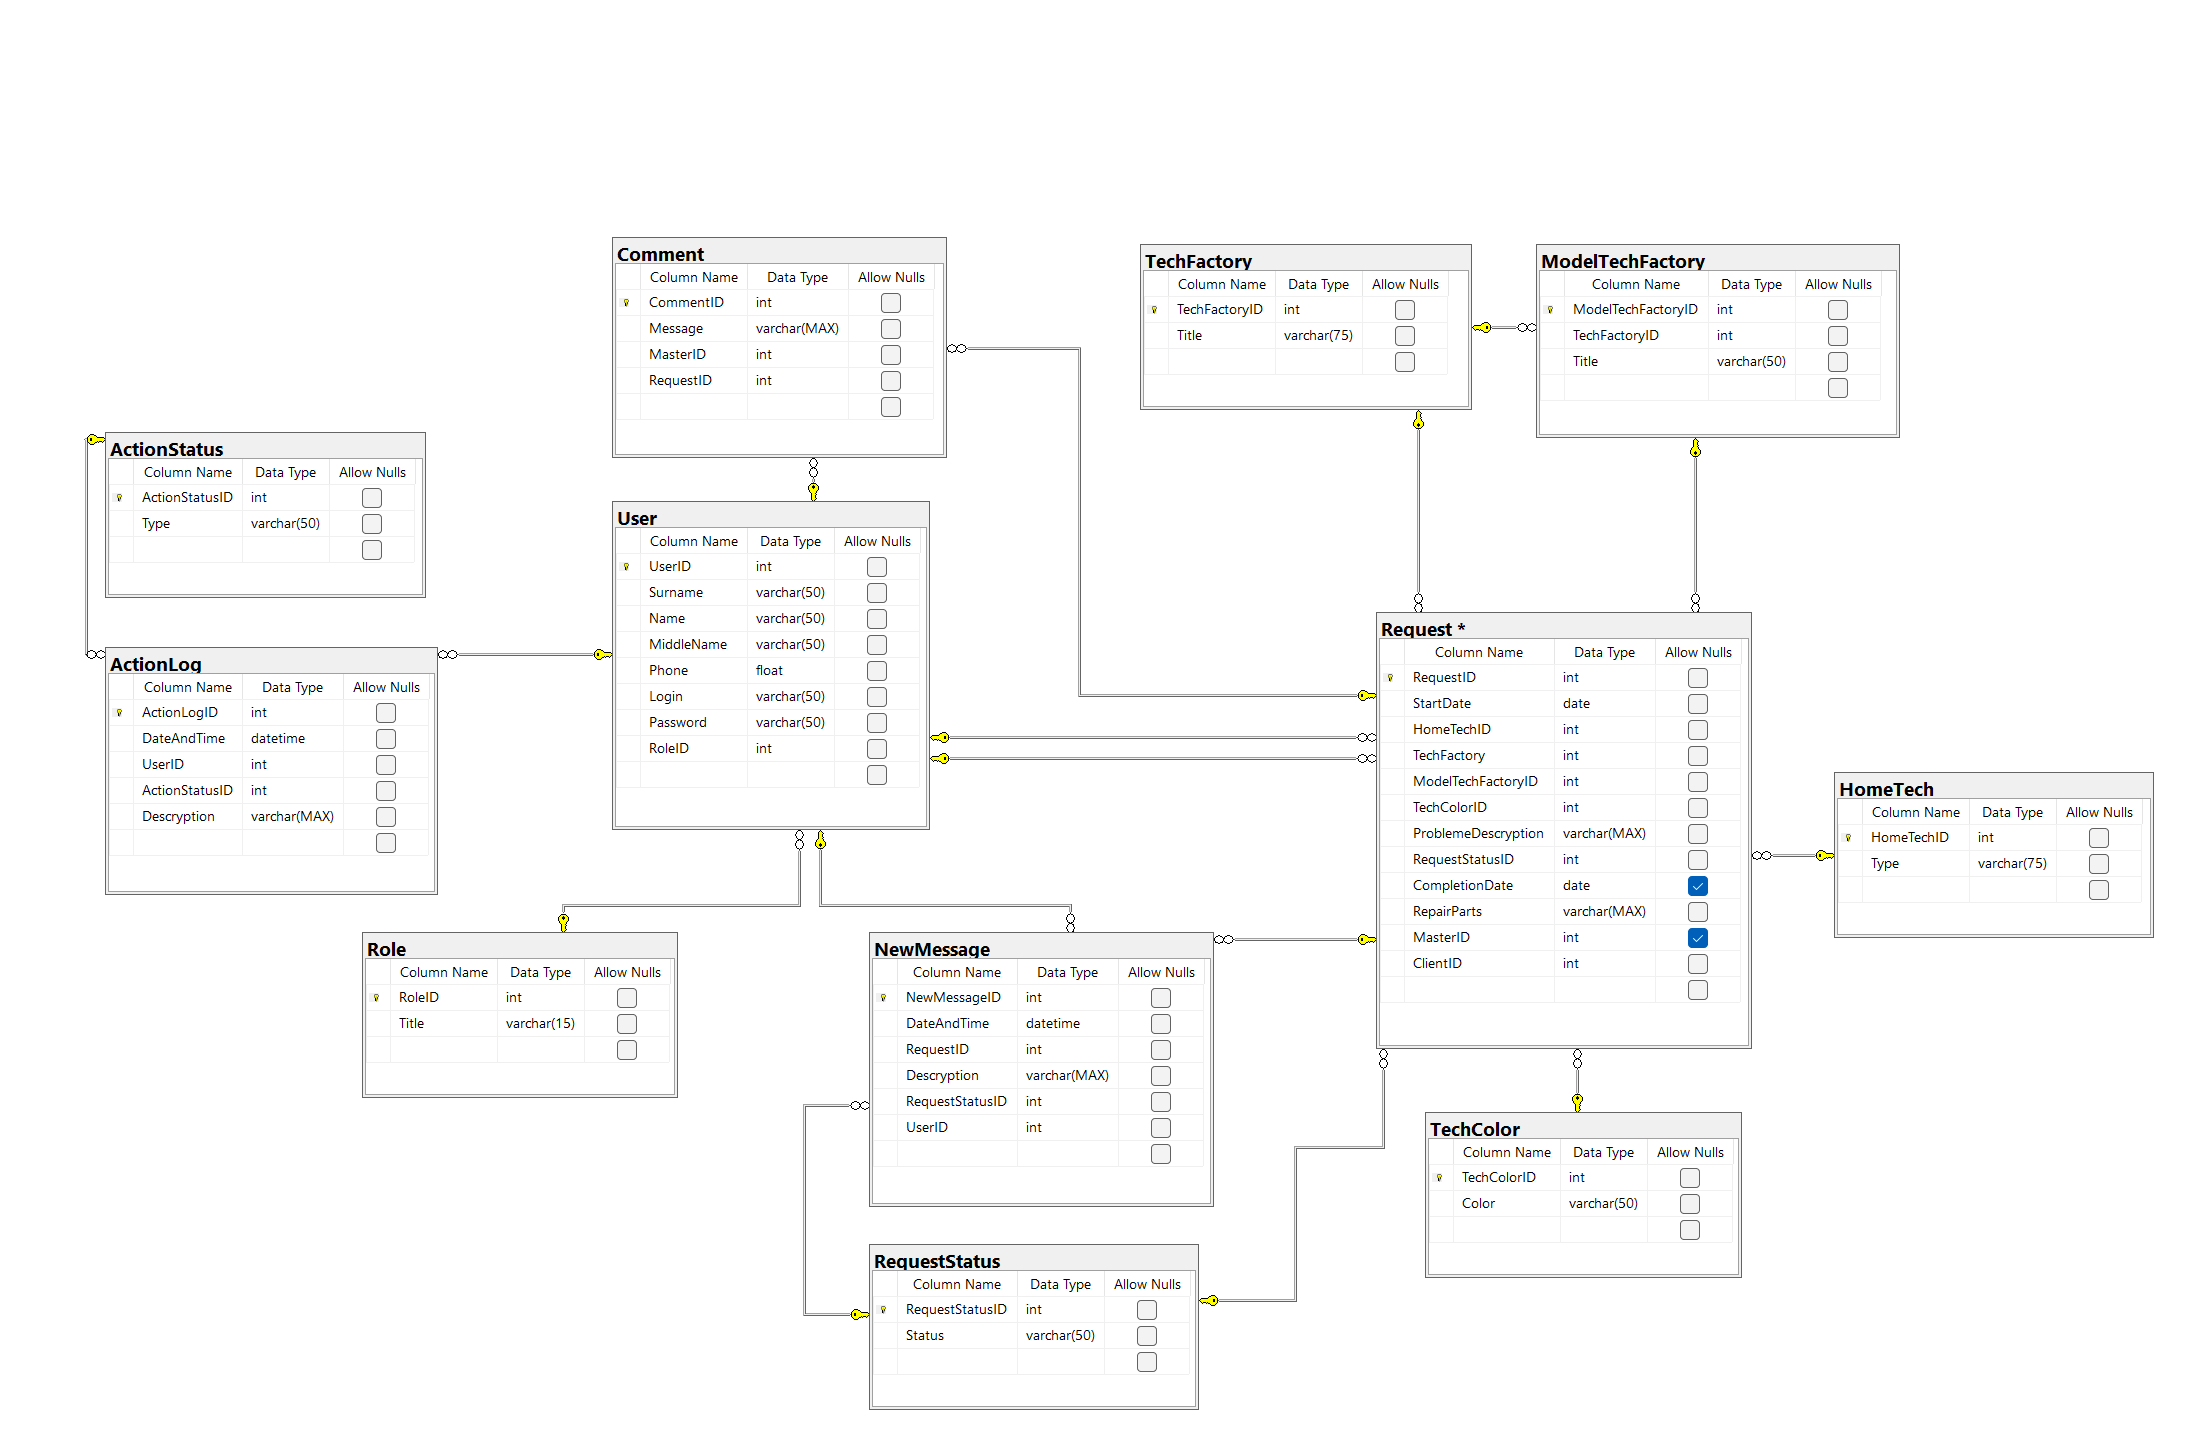 Comment
Column Name Data Type Allow Nulls
CommentID int
Message varchar(MAX)
MasterID int
RequestID int
TechFactory
Column Name Data Type Allow Nulls
TechFactoryID int
Title varchar(75)
ModelTechFactory
Column Name Data Type Allow Nulls
ModelTechFactoryID int
TechFactoryID int
Title varchar(50)
ActionStatus
Column Name Data Type Allow Nulls
ActionStatusID int
Type varchar(50)
User
Column Name Data Type Allow Nulls
UserID int
Surname varchar(50)
Name varchar(50)
MiddleName varchar(50)
Phone float
Login varchar(50)
Password varchar(50)
RoleID int
ActionLog
Column Name Data Type Allow Nulls
ActionLogID int
DateAndTime datetime
UserID int
ActionStatusID int
Descryption varchar(MAX)
Request *
Column Name Data Type Allow Nulls
RequestID int
StartDate date
HomeTechID int
TechFactory int
ModelTechFactoryID int
TechColorID int
ProblemeDescryption varchar(MAX)
RequestStatusID int
CompletionDate date
RepairParts varchar(MAX)
MasterID int
ClientID int
HomeTech
Column Name Data Type Allow Nulls
HomeTechID int
Type varchar(75)
Role
Column Name Data Type Allow Nulls
RoleID int
Title varchar(15)
NewMessage
Column Name Data Type Allow Nulls
NewMessageID int
DateAndTime datetime
RequestID int
Descryption varchar(MAX)
RequestStatusID int
UserID int
TechColor
Column Name Data Type Allow Nulls
TechColorID int
Color varchar(50)
RequestStatus
Column Name Data Type Allow Nulls
RequestStatusID int
Status varchar(50)